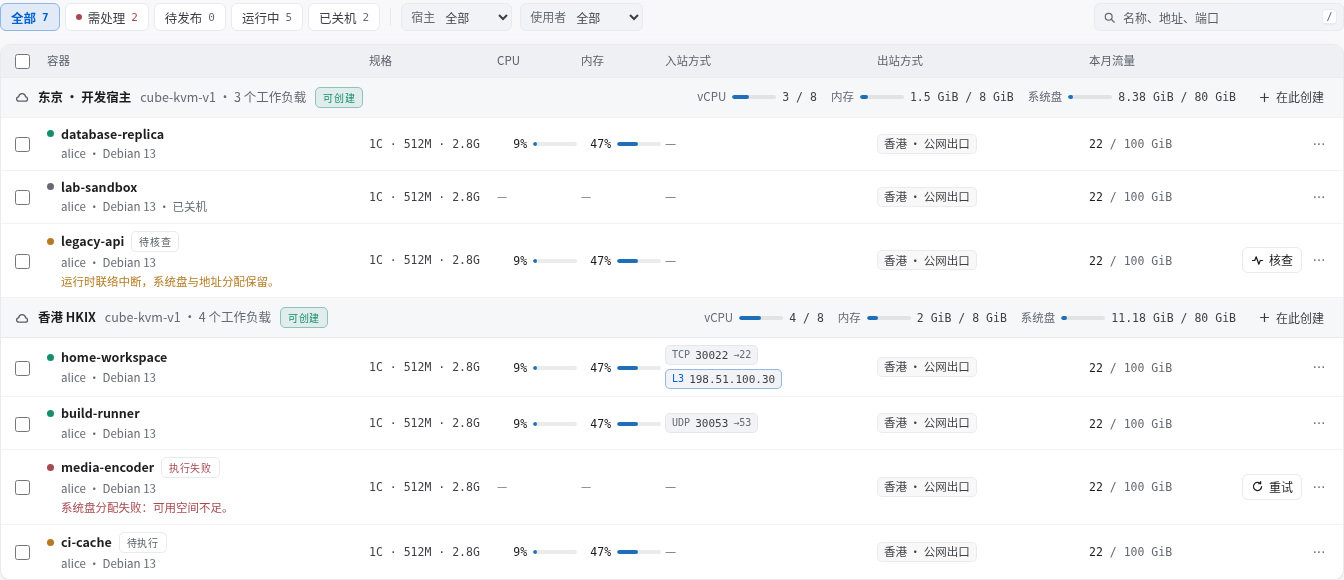 全部 7 需处理 2 待发布 0 运行中 5 已关机 2 宿主 全部 使用者 全部 名称、地址、端口 /
容器 规格 CPU 内存 入站方式 出站方式 本月流量
东京 · 开发宿主 cube-kvm-v1 · 3 个工作负载 可创建 vCPU 3 / 8 内存 1.5 GiB / 8 GiB 系统盘 8.38 GiB / 80 GiB + 在此创建
database-replica
alice · Debian 13
1C · 512M · 2.8G 9% 47% — 香港 · 公网出口 22 / 100 GiB ···
lab-sandbox
alice · Debian 13 · 已关机
1C · 512M · 2.8G — — — 香港 · 公网出口 22 / 100 GiB ···
legacy-api 待核查
alice · Debian 13
运行时联络中断，系统盘与地址分配保留。
1C · 512M · 2.8G 9% 47% — 香港 · 公网出口 22 / 100 GiB 核查 ···
香港 HKIX cube-kvm-v1 · 4 个工作负载 可创建 vCPU 4 / 8 内存 2 GiB / 8 GiB 系统盘 11.18 GiB / 80 GiB + 在此创建
home-workspace
alice · Debian 13
1C · 512M · 2.8G 9% 47% TCP 30022 →22
L3 198.51.100.30
香港 · 公网出口 22 / 100 GiB ···
build-runner
alice · Debian 13
1C · 512M · 2.8G 9% 47% UDP 30053 →53 香港 · 公网出口 22 / 100 GiB ···
media-encoder 执行失败
alice · Debian 13
系统盘分配失败：可用空间不足。
1C · 512M · 2.8G — — — 香港 · 公网出口 22 / 100 GiB 重试 ···
ci-cache 待执行
alice · Debian 13
1C · 512M · 2.8G 9% 47% — 香港 · 公网出口 22 / 100 GiB ···